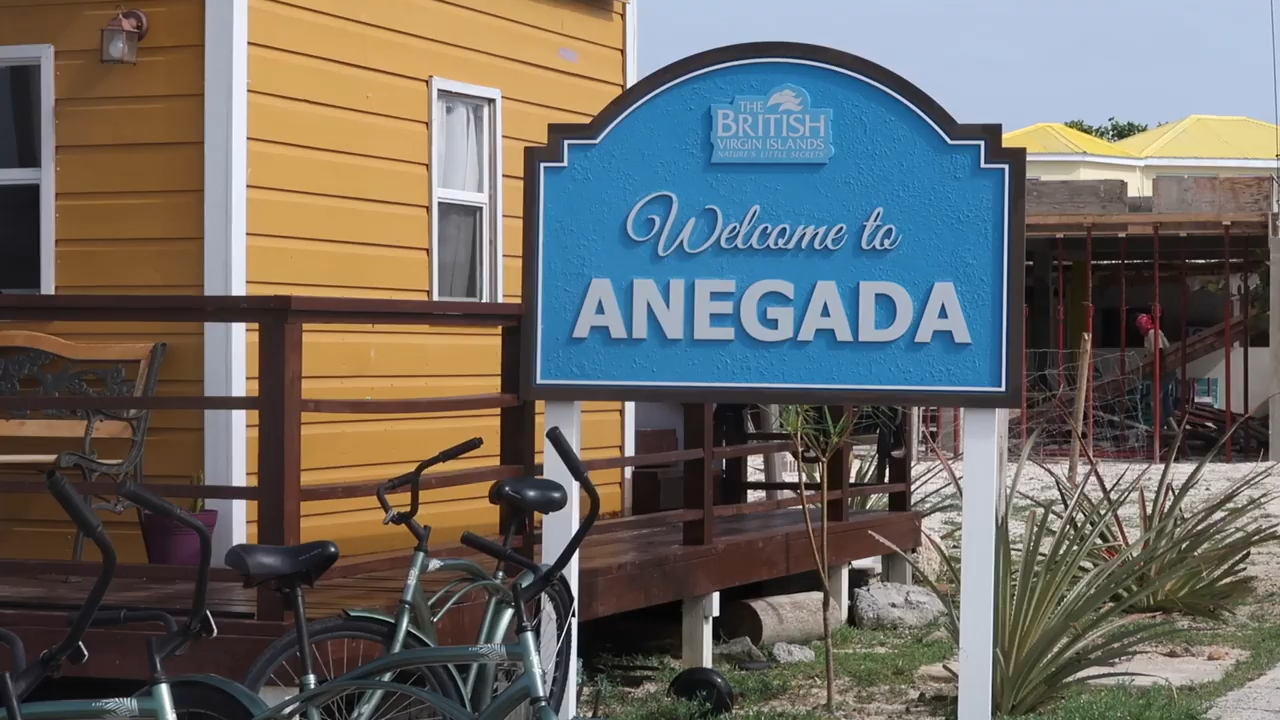 THE
BRITISH
VIRGIN ISLANDS
NATURE'S LITTLE SECRETS
Welcome to
ANEGADA